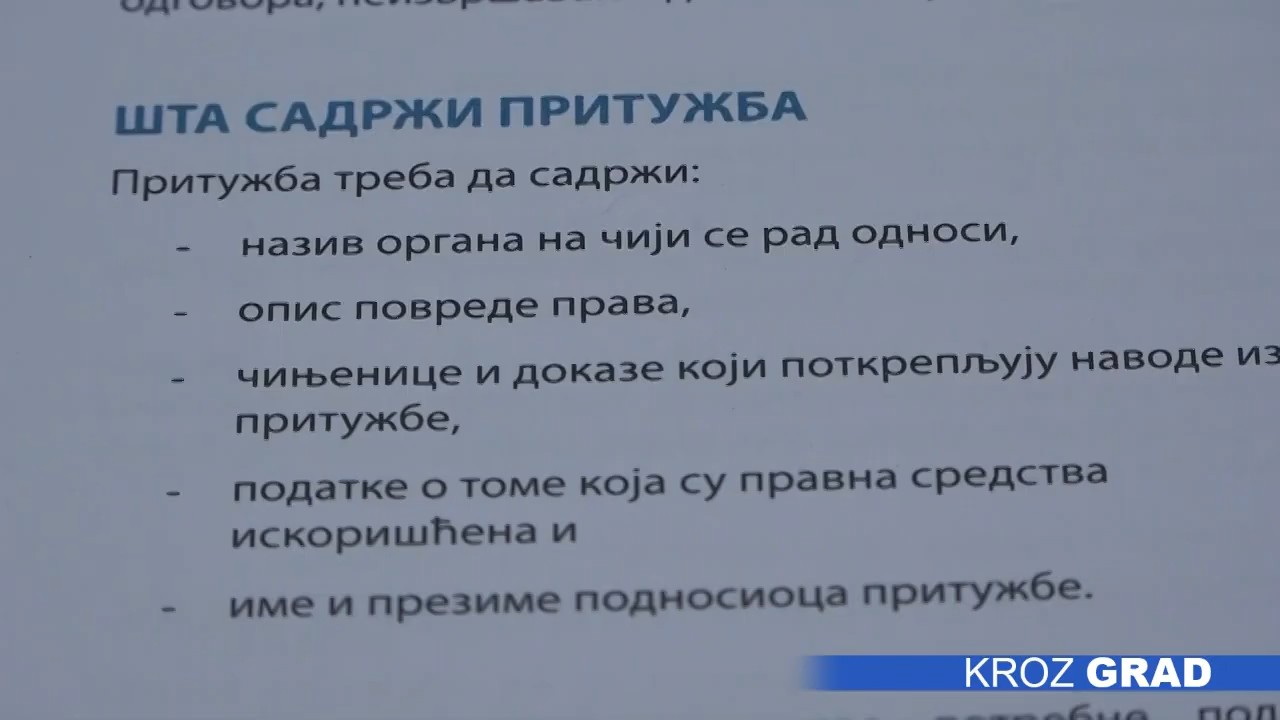 ШТА САДРЖИ ПРИТУЖБА
Притужба треба да садржи:
- назив органа на чији се рад односи,
- опис повреде права,
- чињенице и доказе који поткрепљују наводе из
притужбе,
- податке о томе која су правна средства
искоришћена и
- име и презиме подносиоца притужбе.
KROZ GRAD